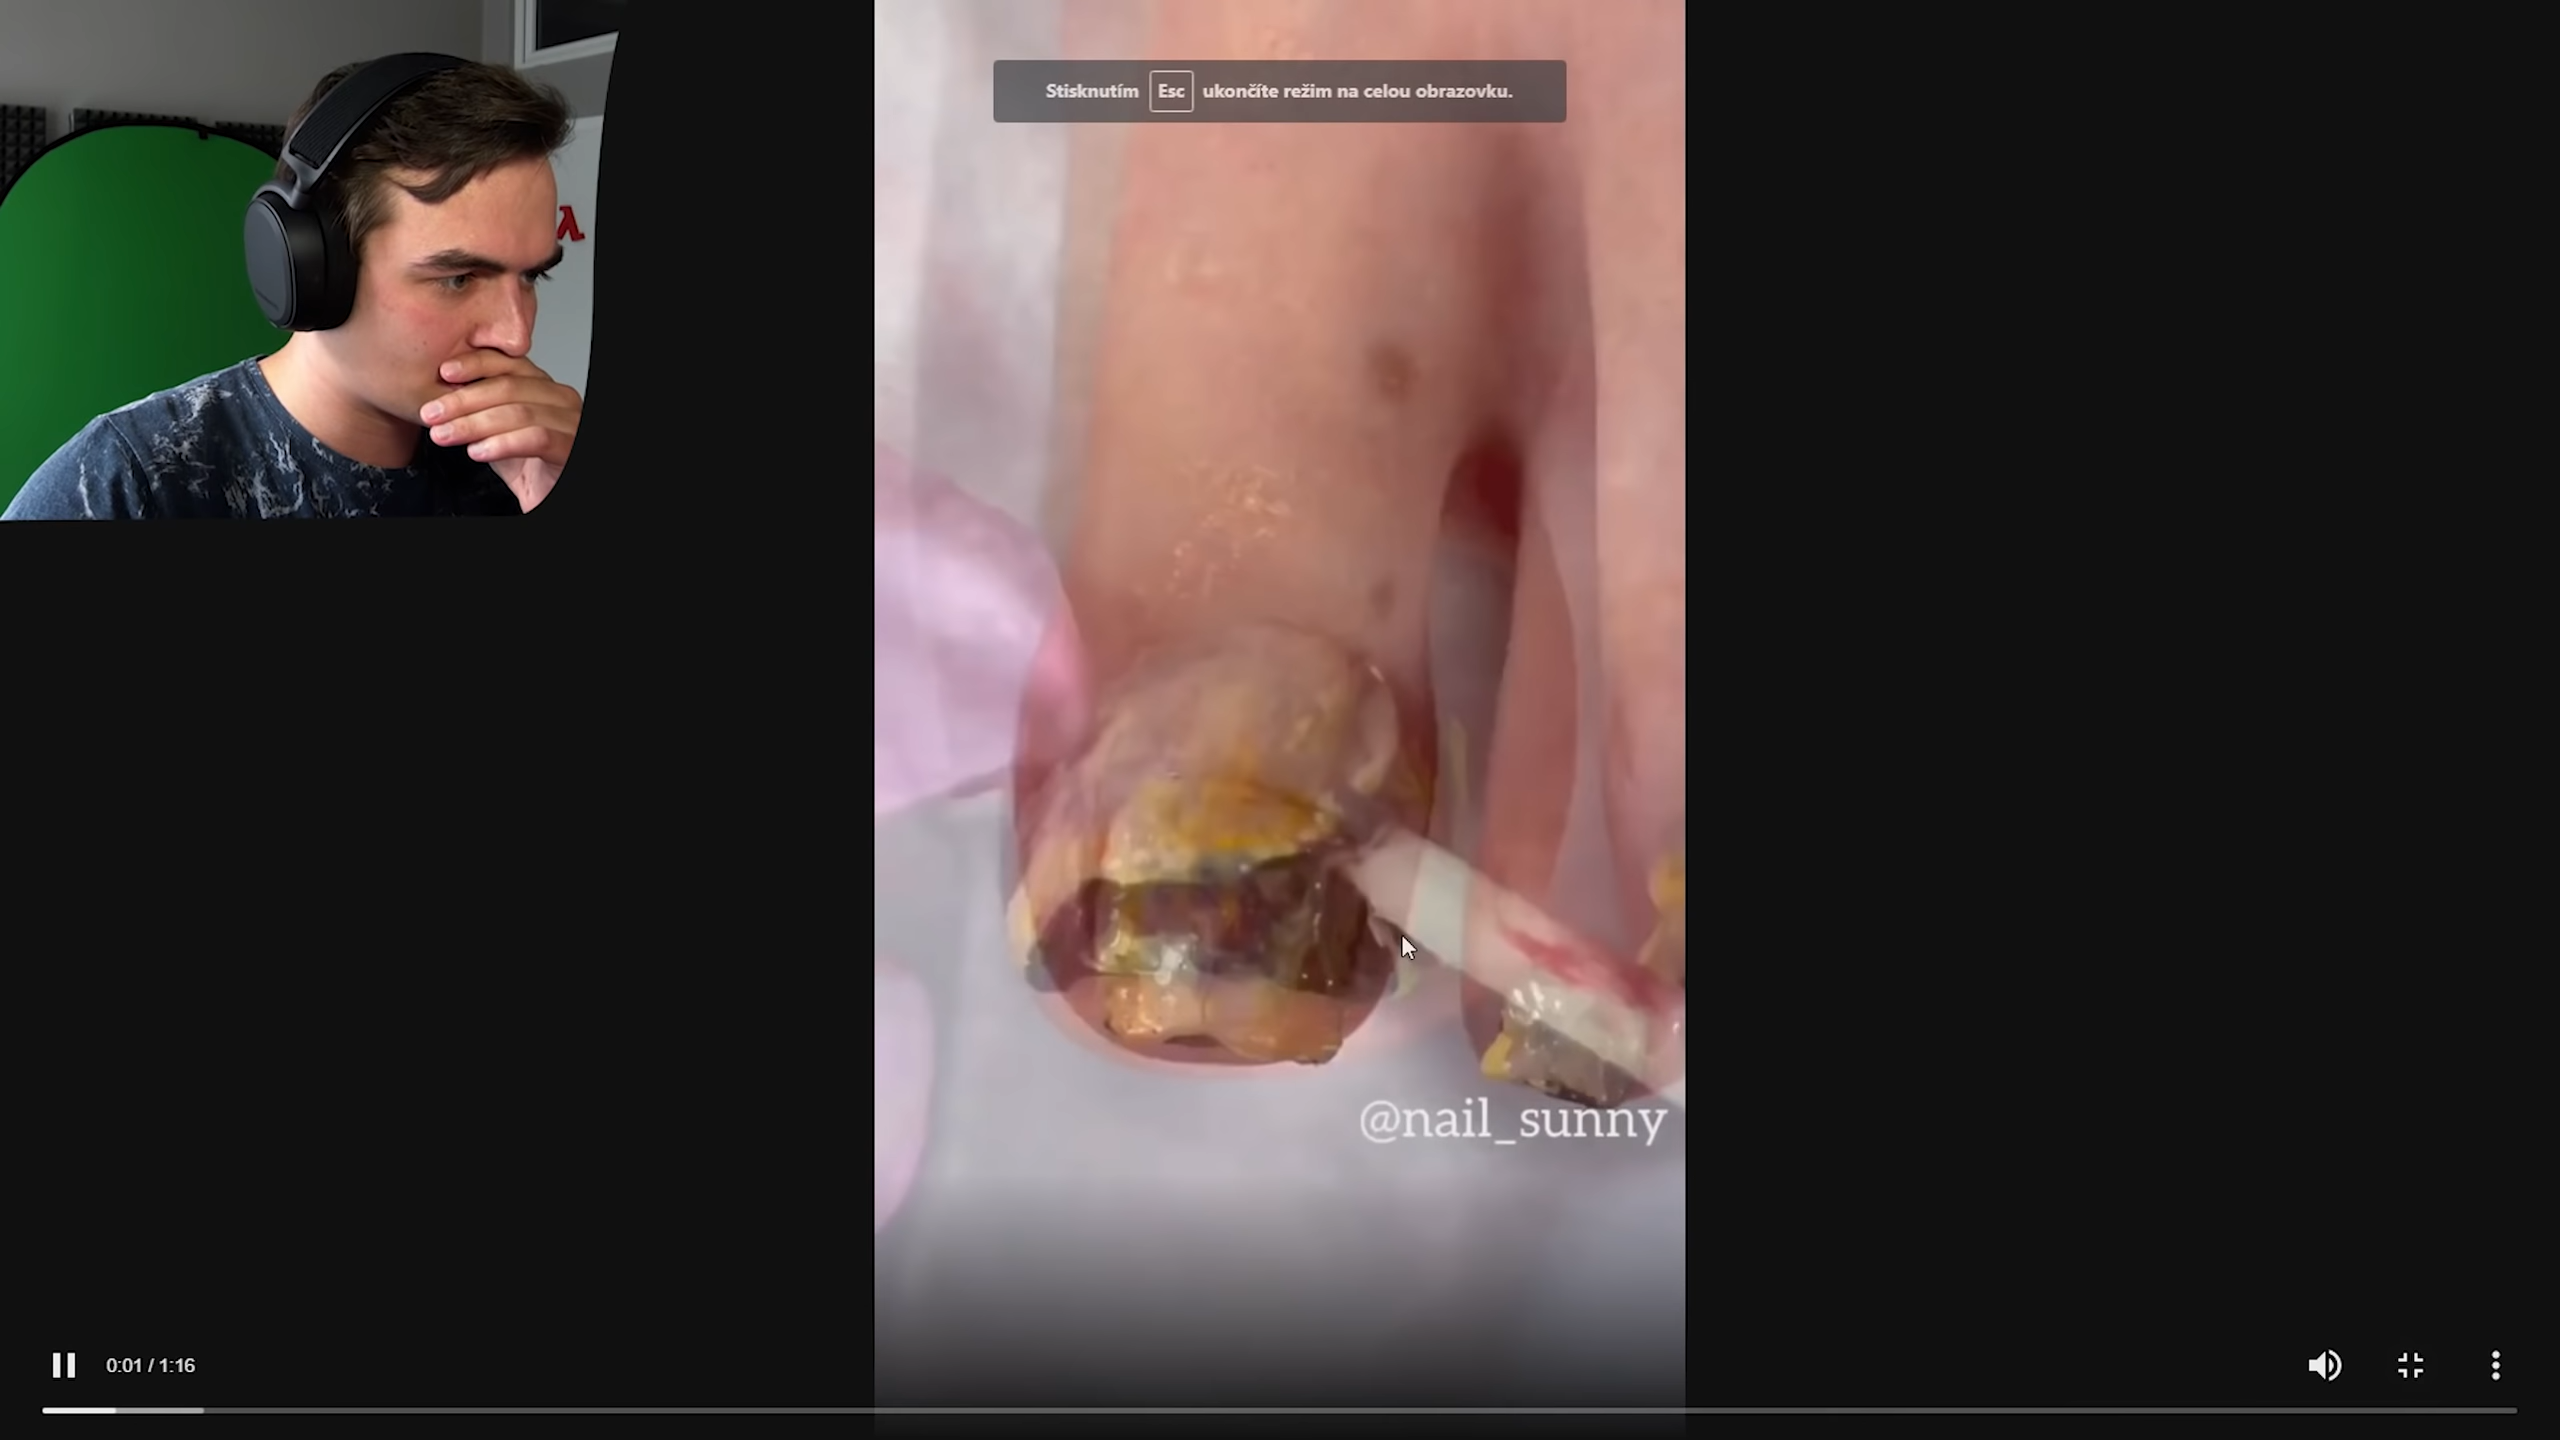 Stisknutím Esc ukončíte režim na celou obrazovku.
λ
@nail_sunny
0:01 / 1:16